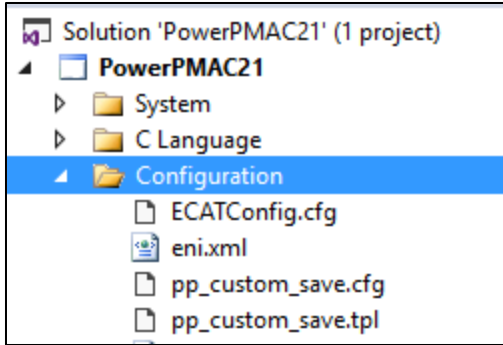 Solution 'PowerPMAC21' (1 project)
PowerPMAC21
System
C Language
Configuration
ECATConfig.cfg
eni.xml
pp_custom_save.cfg
pp_custom_save.tpl